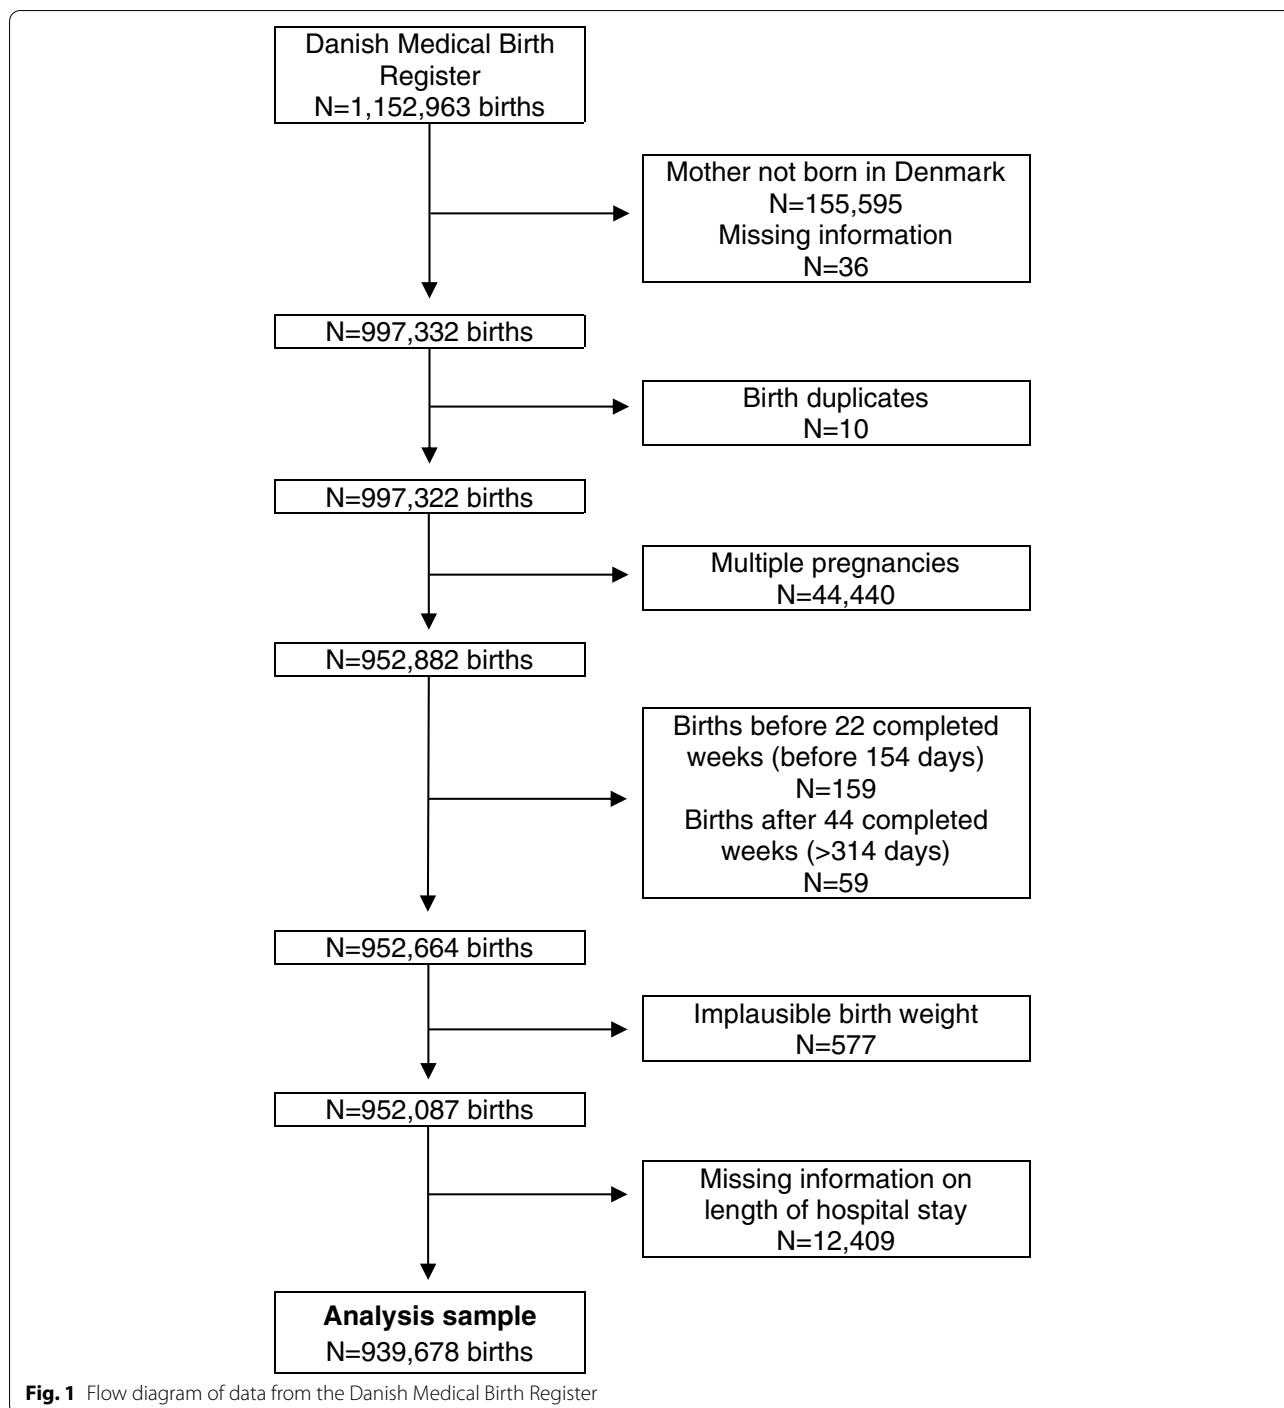 Danish Medical Birth
Register
N=1,152,963 births
Mother not born in Denmark
N=155,595
Missing information
N=36
N=997,332 births
Birth duplicates
N=10
N=997,322 births
Multiple pregnancies
N=44,440
N=952,882 births
Births before 22 completed
weeks (before 154 days)
N=159
Births after 44 completed
weeks (>314 days)
N=59
N=952,664 births
Implausible birth weight
N=577
N=952,087 births
Missing information on
length of hospital stay
N=12,409
Analysis sample
N=939,678 births
Fig. 1 Flow diagram of data from the Danish Medical Birth Register